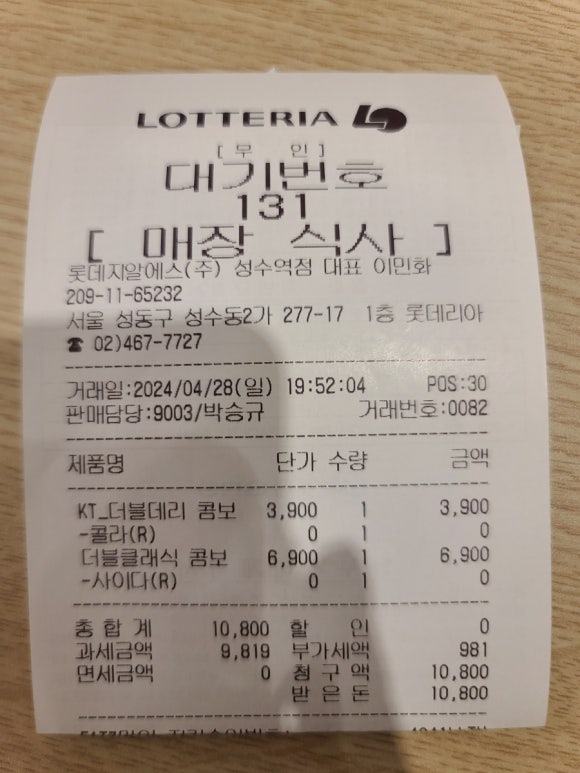 LOTTERIA
[무 인]
대기번호
131
[ 매장 식사 ]
롯데지알에스(주) 성수역점 대표 이민화
209-11-65232
서울 성동구 성수동2가 277-17 1층 롯데리아
☎ 02)467-7727
거래일:2024/04/28(일) 19:52:04 POS:30
판매담당:9003/박승규 거래번호:0082
제품명 단가 수량 금액
KT_더블데리 콤보 3,900 1 3,900
-콜라(R) 0 1 0
더블클래식 콤보 6,900 1 6,900
-사이다(R) 0 1 0
총 합 계 10,800 할 인 0
과세금액 9,819 부가세액 981
면세금액 0 청 구 액 10,800
받 은 돈 10,800